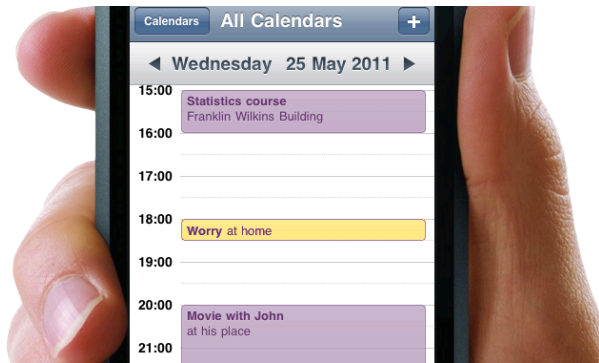 Calendars All Calendars +
◀ Wednesday 25 May 2011 ▶
15:00
Statistics course
Franklin Wilkins Building
16:00
17:00
18:00
Worry at home
19:00
20:00
Movie with John
at his place
21:00